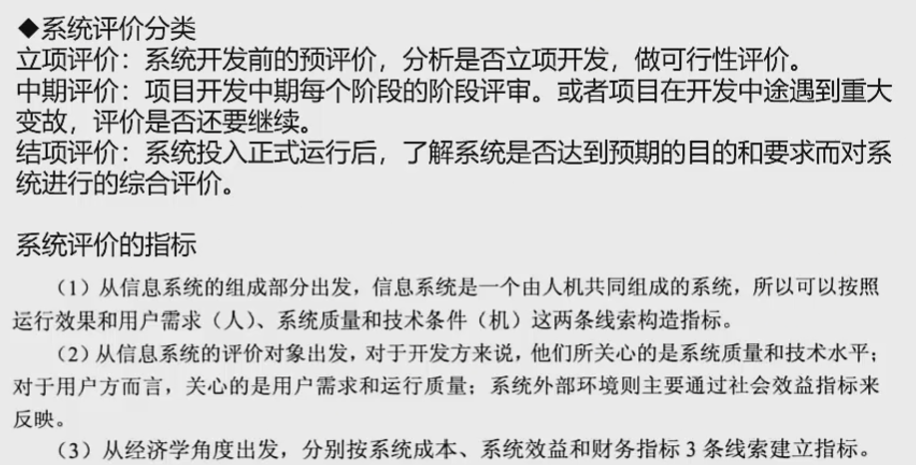 ◆系统评价分类
立项评价：系统开发前的预评价，分析是否立项开发，做可行性评价。
中期评价：项目开发中期每个阶段的阶段评审。或者项目在开发中途遇到重大
变故，评价是否还要继续。
结项评价：系统投入正式运行后，了解系统是否达到预期的目的和要求而对系
统进行的综合评价。
系统评价的指标
（1）从信息系统的组成部分出发，信息系统是一个由人机共同组成的系统，所以可以按照
运行效果和用户需求（人）、系统质量和技术条件（机）这两条线索构造指标。
（2）从信息系统的评价对象出发，对于开发方来说，他们所关心的是系统质量和技术水平；
对于用户方而言，关心的是用户需求和运行质量；系统外部环境则主要通过社会效益指标来
反映。
（3）从经济学角度出发，分别按系统成本、系统效益和财务指标 3 条线索建立指标。